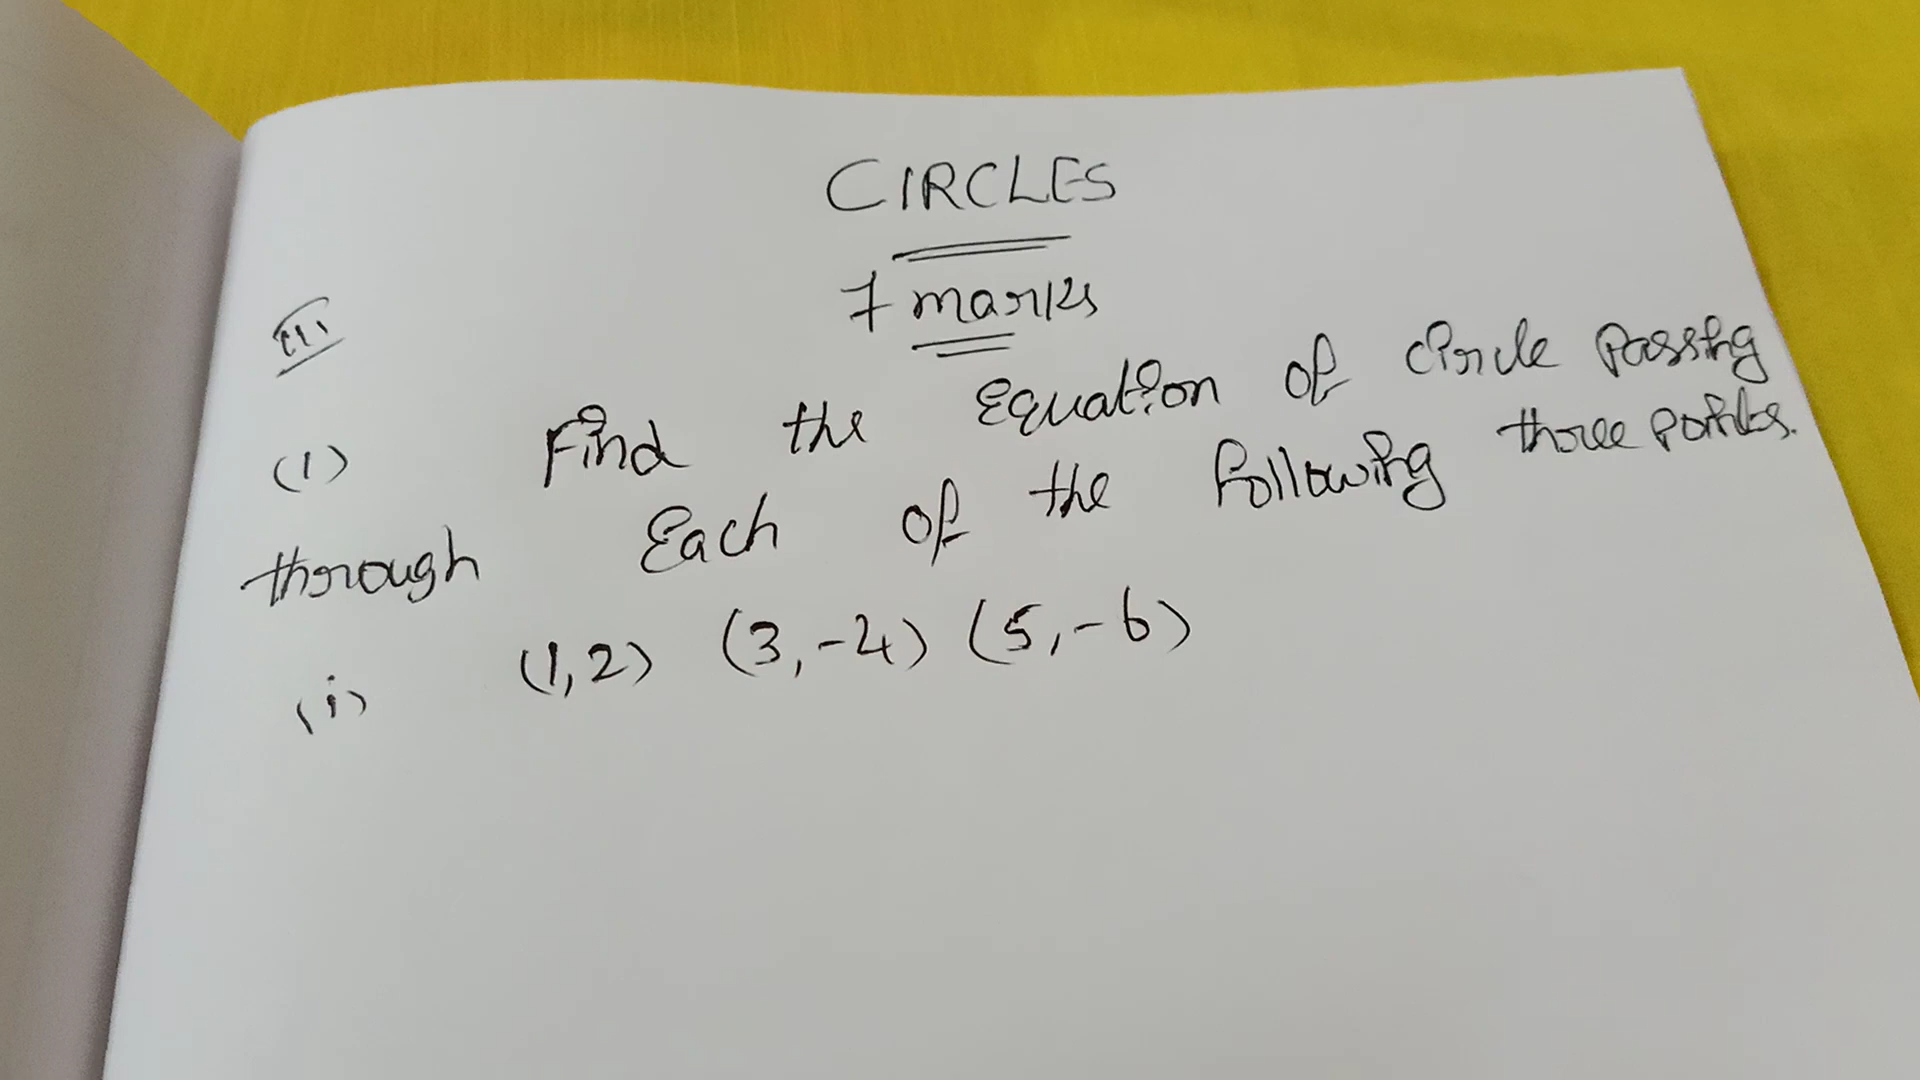 CIRCLES
7 marks
III
(1) Find the Equation of circle passing
through Each of the following three points.
(i) (1,2) (3,-4) (5,-6)